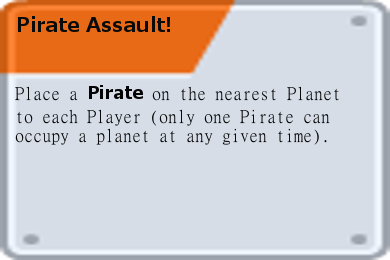 Pirate Assault!
Place a Pirate on the nearest Planet
to each Player (only one Pirate can
occupy a planet at any given time).